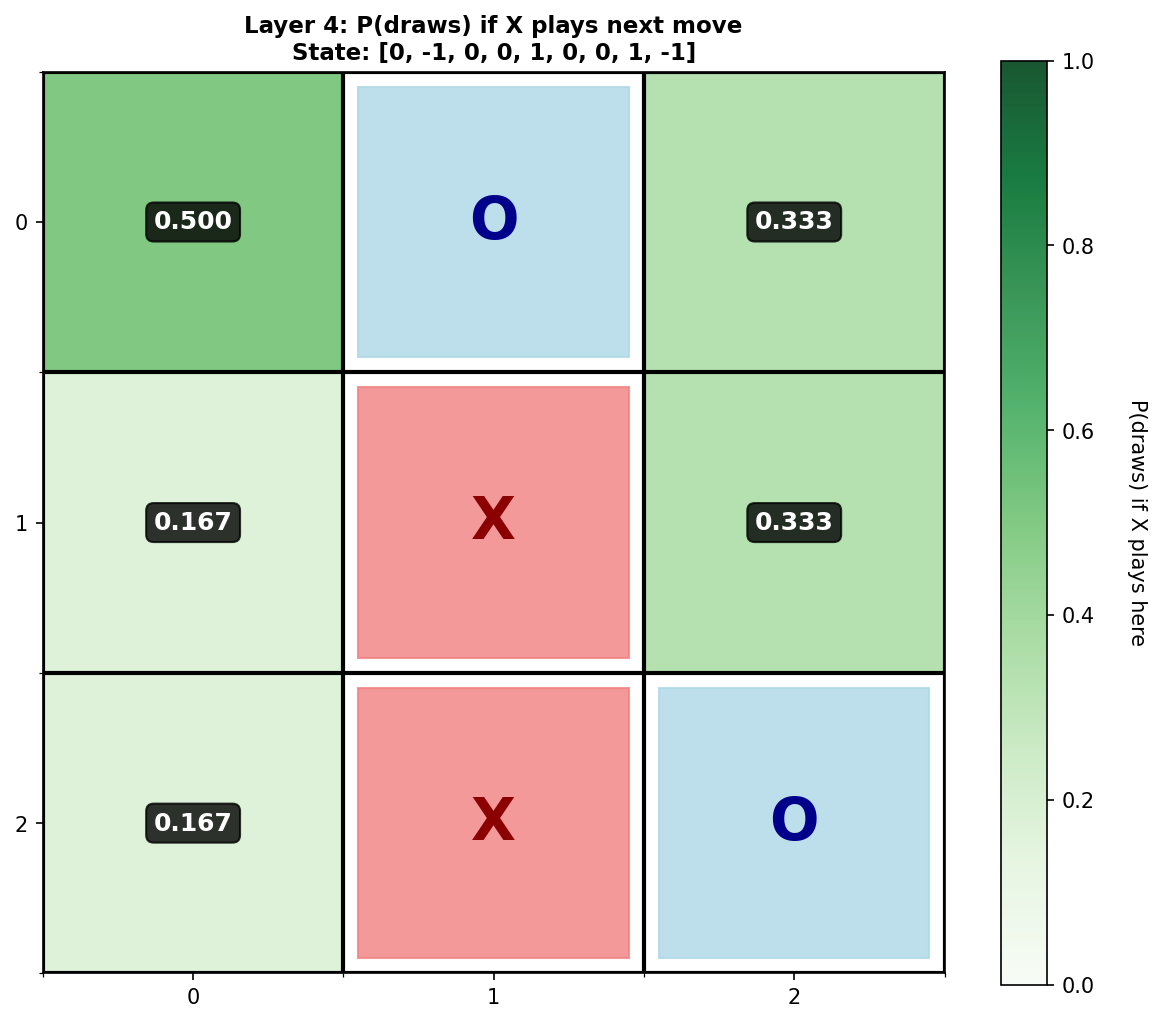 Layer 4: P(draws) if X plays next move
State: [0, -1, 0, 0, 1, 0, 0, 1, -1]
0
0.500
O
0.333
1
0.167
X
0.333
2
0.167
X
O
0
1
2
1.0
0.8
0.6
0.4
0.2
0.0
P(draws) if X plays here